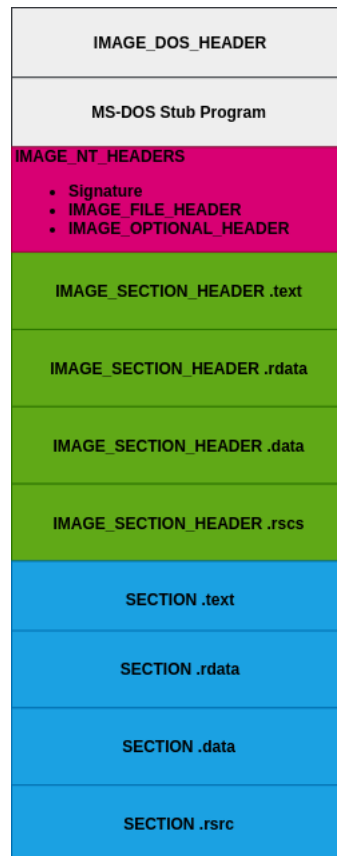 IMAGE_DOS_HEADER
MS-DOS Stub Program
IMAGE_NT_HEADERS
• Signature
• IMAGE_FILE_HEADER
• IMAGE_OPTIONAL_HEADER
IMAGE_SECTION_HEADER .text
IMAGE_SECTION_HEADER .rdata
IMAGE_SECTION_HEADER .data
IMAGE_SECTION_HEADER .rscs
SECTION .text
SECTION .rdata
SECTION .data
SECTION .rsrc